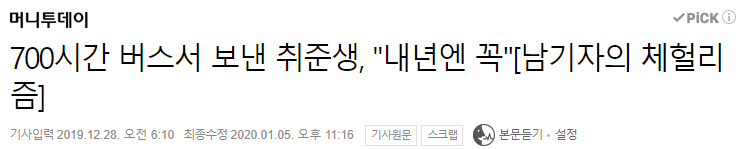 머니투데이
✓PiCK ⓘ
700시간 버스서 보낸 취준생, "내년엔 꼭"[남기자의 체헐리
즘]
기사입력 2019.12.28. 오전 6:10 최종수정 2020.01.05. 오후 11:16 기사원문 스크랩 본문듣기 · 설정